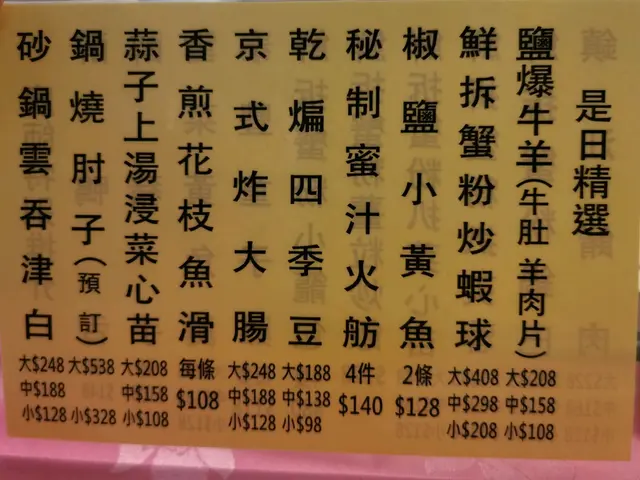 是日精選
鹽爆牛羊(牛肚 羊肉片)
大$208
中$158
小$108
鮮拆蟹粉炒蝦球
大$408
中$298
小$208
椒鹽小黃魚
2條
$128
秘制蜜汁火舫
4件
$140
乾煸四季豆
大$188
中$138
小$98
京式炸大腸
大$248
中$188
小$128
香煎花枝魚滑
每條
$108
蒜子上湯浸菜心苗
大$208
中$158
小$108
鍋燒肘子(預訂)
大$538
小$328
砂鍋雲吞津白
大$248
中$188
小$128